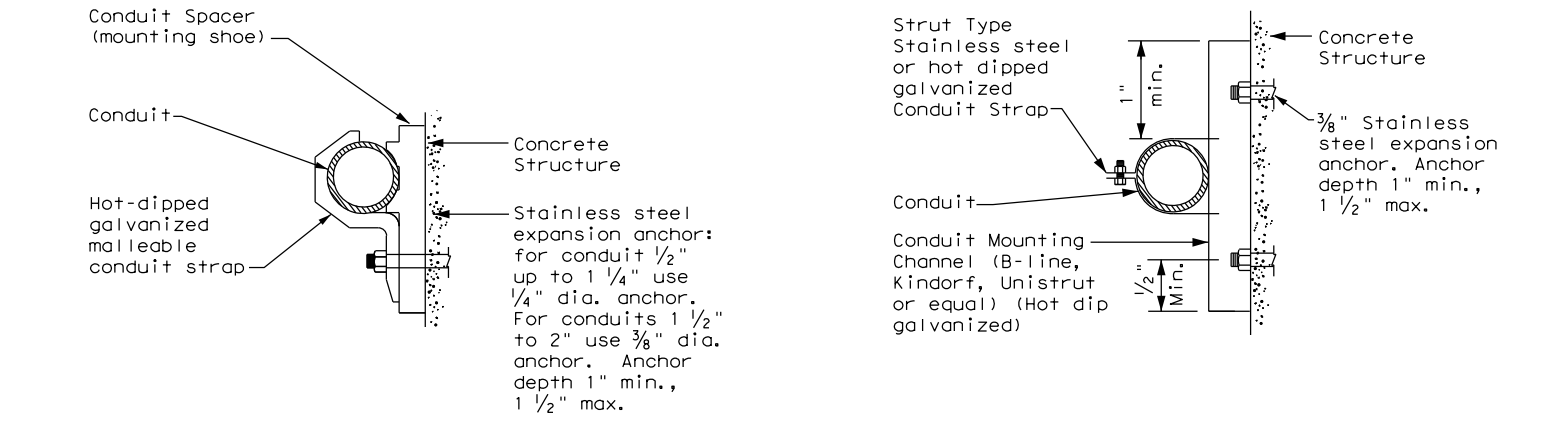 Conduit Spacer
(mounting shoe)
Conduit
Hot-dipped
galvanized
malleable
conduit strap
Concrete
Structure
Stainless steel
expansion anchor:
for conduit 1/2"
up to 1 1/4" use
1/4" dia. anchor.
For conduits 1 1/2"
to 2" use 3/8" dia.
anchor. Anchor
depth 1" min.,
1 1/2" max.
Strut Type
Stainless steel
or hot dipped
galvanized
Conduit Strap
1"
min.
Conduit
Conduit Mounting
Channel (B-line,
Kindorf, Unistrut
or equal) (Hot dip
galvanized)
1/2"
Min.
Concrete
Structure
3/8" Stainless
steel expansion
anchor. Anchor
depth 1" min.,
1 1/2" max.